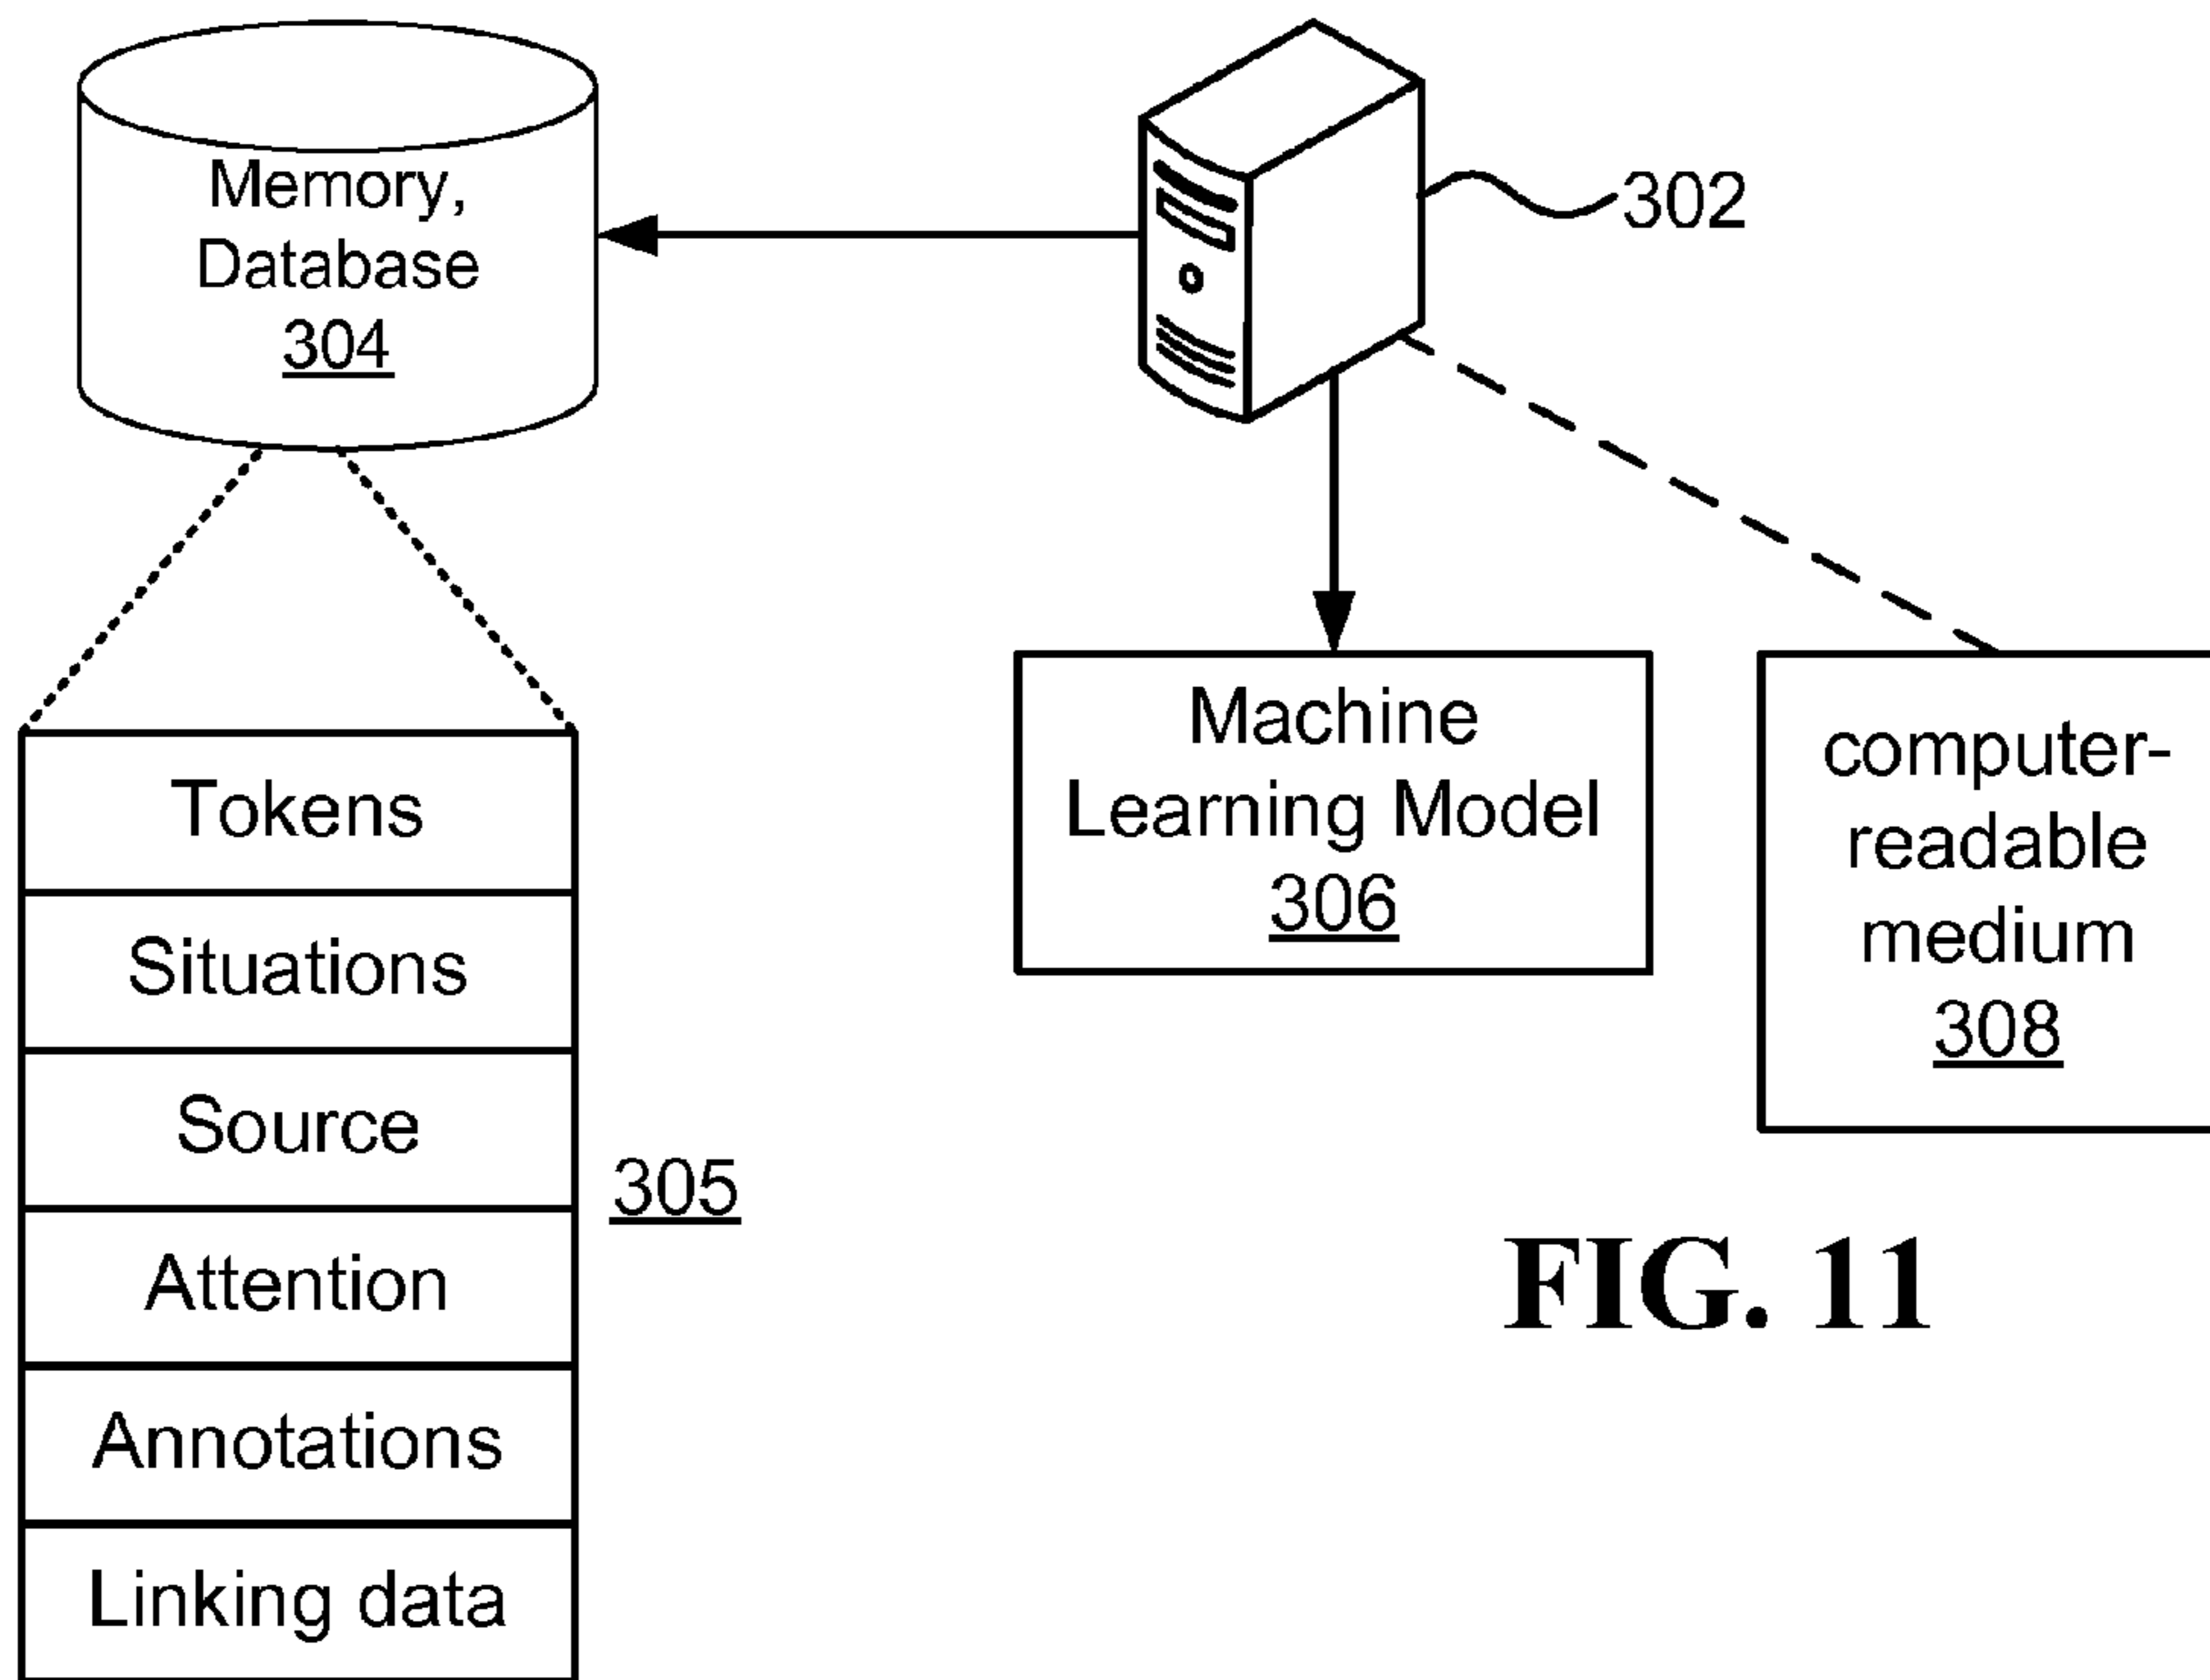 Memory,
Database
304
302
Machine
Learning Model
306
computer-
readable
medium
308
Tokens
Situations
Source
Attention
Annotations
Linking data
305
FIG. 11